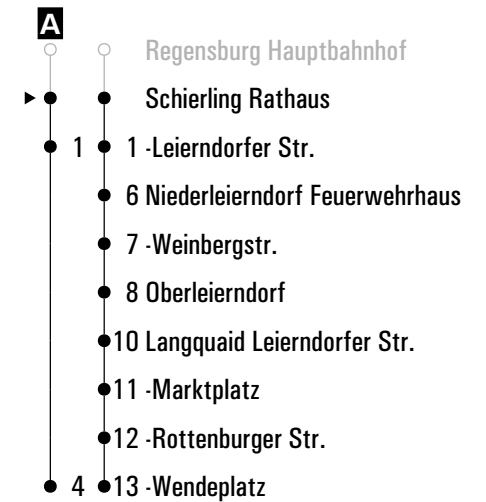 A
Regensburg Hauptbahnhof
Schierling Rathaus
1 1 -Leierndorfer Str.
6 Niederleierndorf Feuerwehrhaus
7 -Weinbergstr.
8 Oberleierndorf
10 Langquaid Leierndorfer Str.
11 -Marktplatz
12 -Rottenburger Str.
4 13 -Wendeplatz